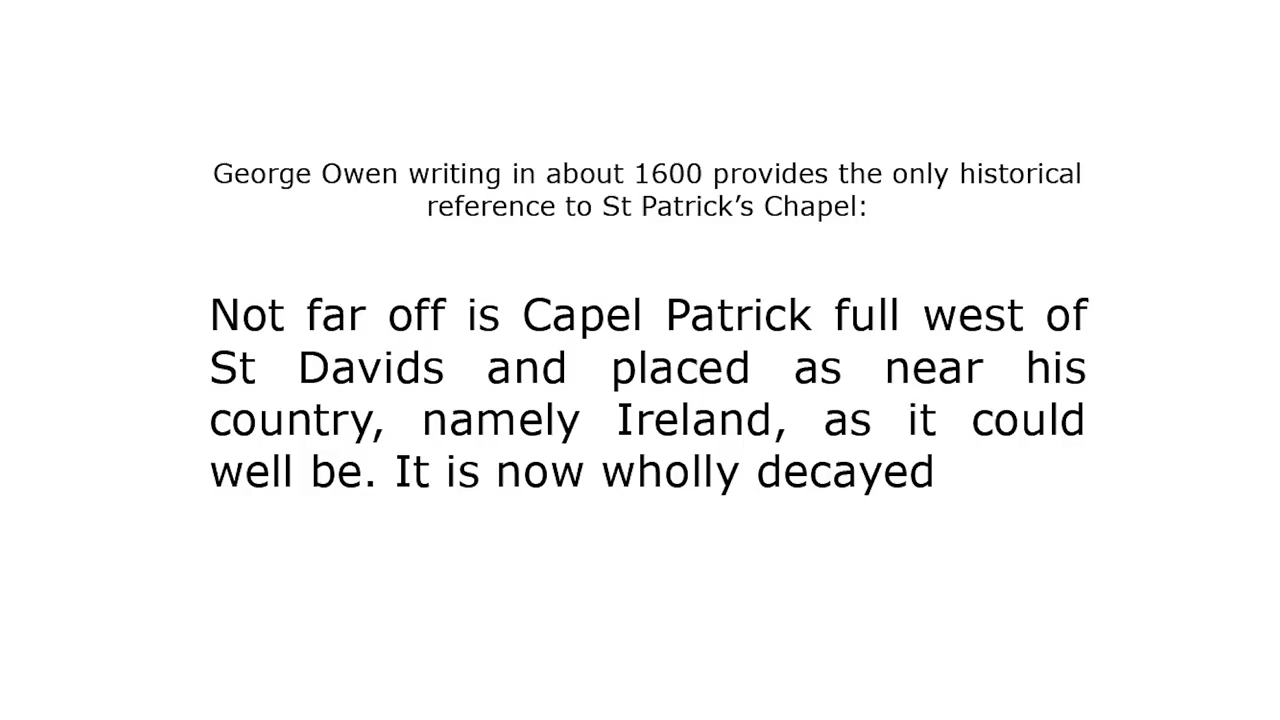 George Owen writing in about 1600 provides the only historical
reference to St Patrick’s Chapel:
Not far off is Capel Patrick full west of
St Davids and placed as near his
country, namely Ireland, as it could
well be. It is now wholly decayed